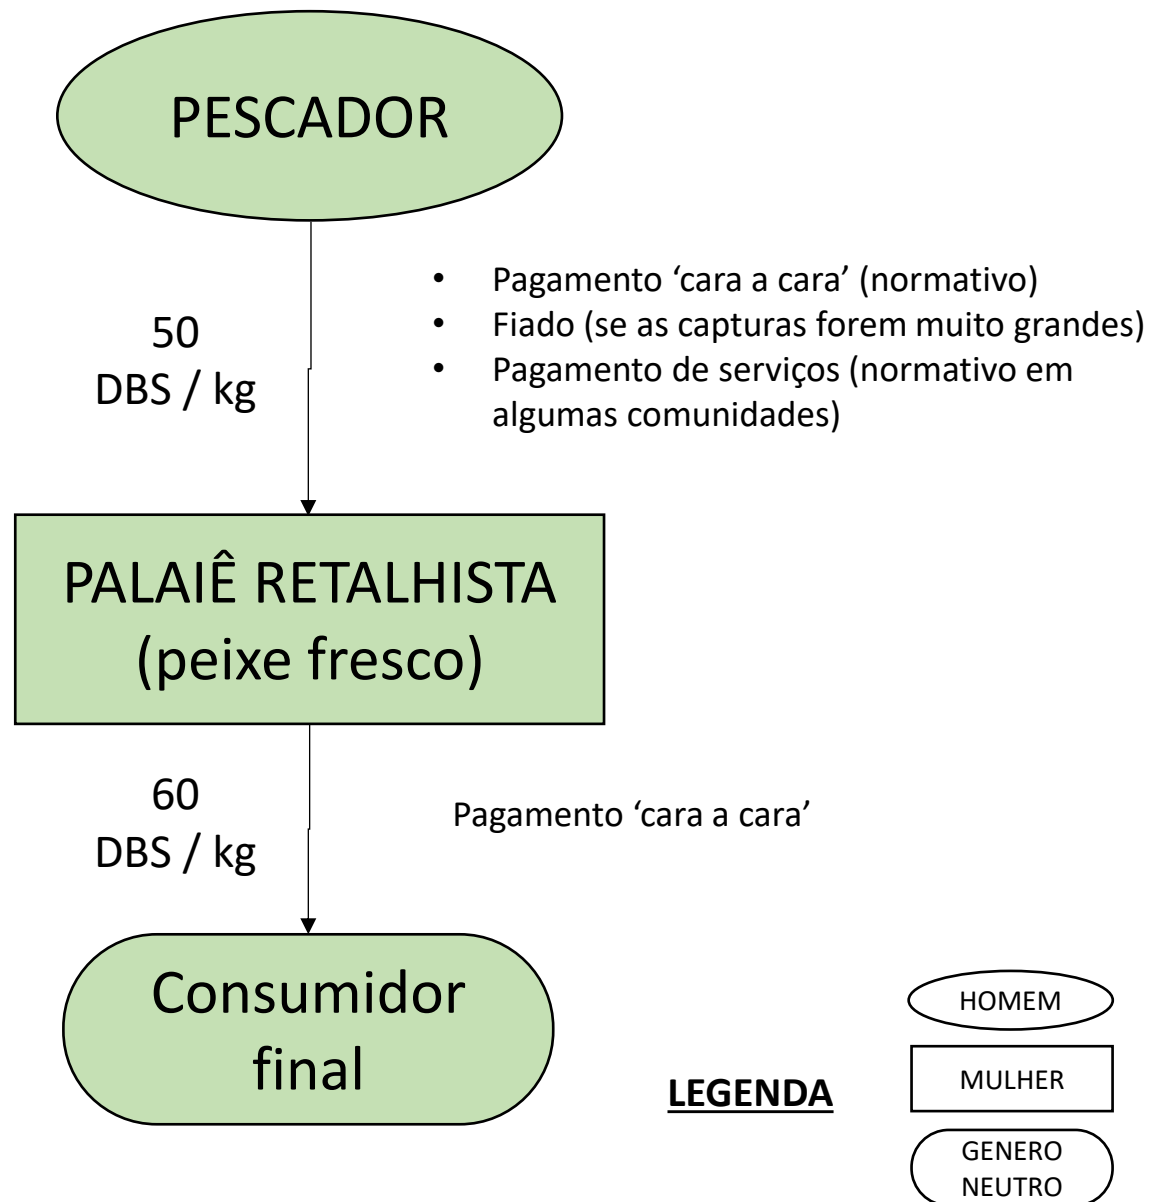 PESCADOR
50
DBS / kg
• Pagamento ‘cara a cara’ (normativo)
• Fiado (se as capturas forem muito grandes)
• Pagamento de serviços (normativo em
algumas comunidades)
PALAIÊ RETALHISTA
(peixe fresco)
60
DBS / kg
Pagamento ‘cara a cara’
Consumidor
final
LEGENDA
HOMEM
MULHER
GENERO
NEUTRO